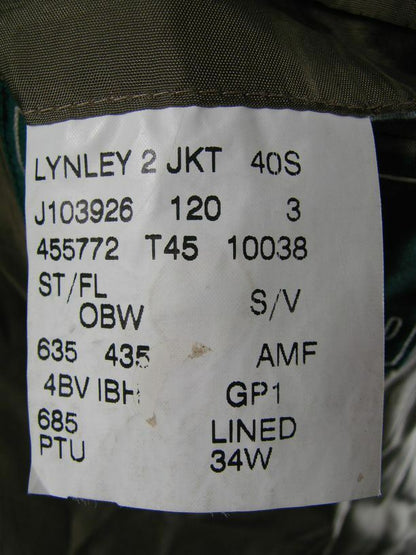 LYNLEY 2 JKT 40S
J103926 120 3
455772 T45 10038
ST/FL
OBW S/V
635 435 AMF
4BV IBH GP1
685 LINED
PTU 34W